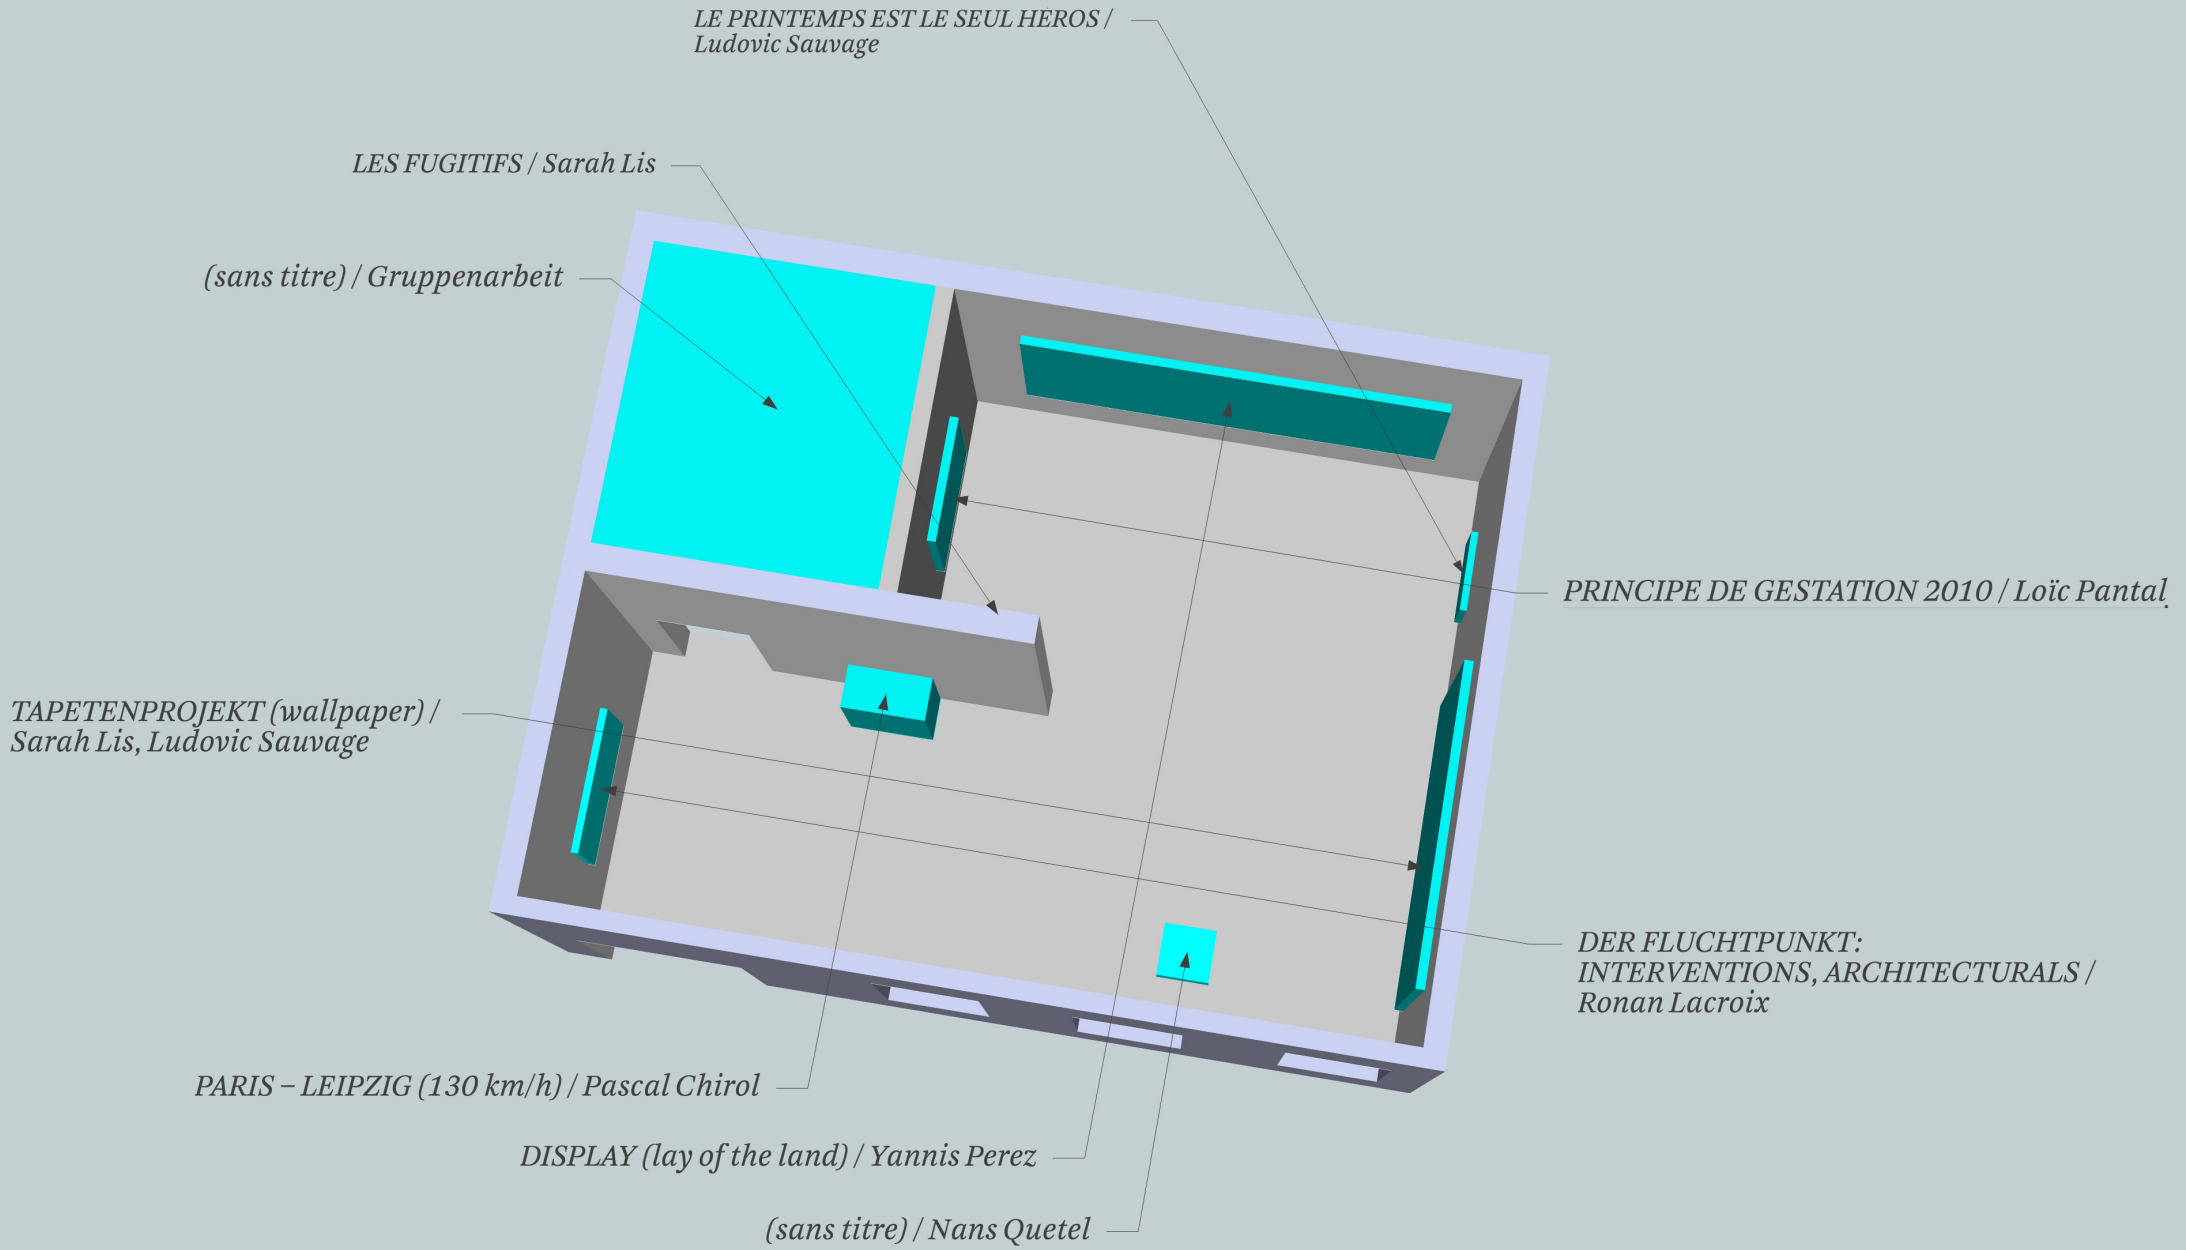 LE PRINTEMPS EST LE SEUL HÉROS /
Ludovic Sauvage
LES FUGITIFS / Sarah Lis
(sans titre) / Gruppenarbeit
PRINCIPE DE GESTATION 2010 / Loïc Pantal
TAPETENPROJEKT (wallpaper) /
Sarah Lis, Ludovic Sauvage
DER FLUCHTPUNKT:
INTERVENTIONS, ARCHITECTURALS /
Ronan Lacroix
PARIS – LEIPZIG (130 km/h) / Pascal Chirol
DISPLAY (lay of the land) / Yannis Perez
(sans titre) / Nans Quetel